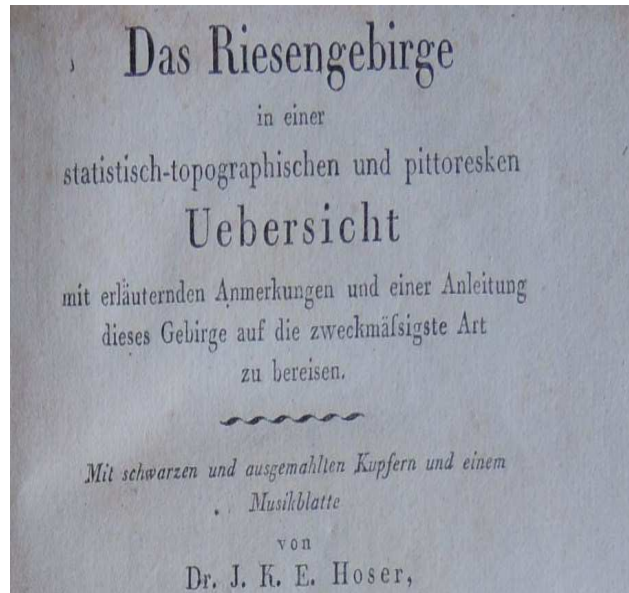 Das Riesengebirge
in einer
statistisch-topographischen und pittoresken
Uebersicht
mit erläuternden Anmerkungen und einer Anleitung
dieses Gebirge auf die zweckmäſsigste Art
zu bereisen.
Mit schwarzen und ausgemahlten Kupfern und einem
Musikblatte
von
Dr. J. K. E. Hoser,